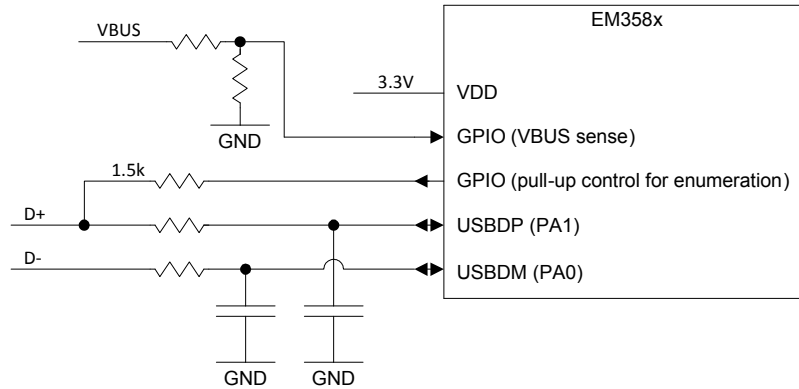 EM358x
VBUS
3.3V
VDD
GND
GPIO (VBUS sense)
1.5k
GPIO (pull-up control for enumeration)
D+
USBDP (PA1)
D-
USBDM (PA0)
GND
GND